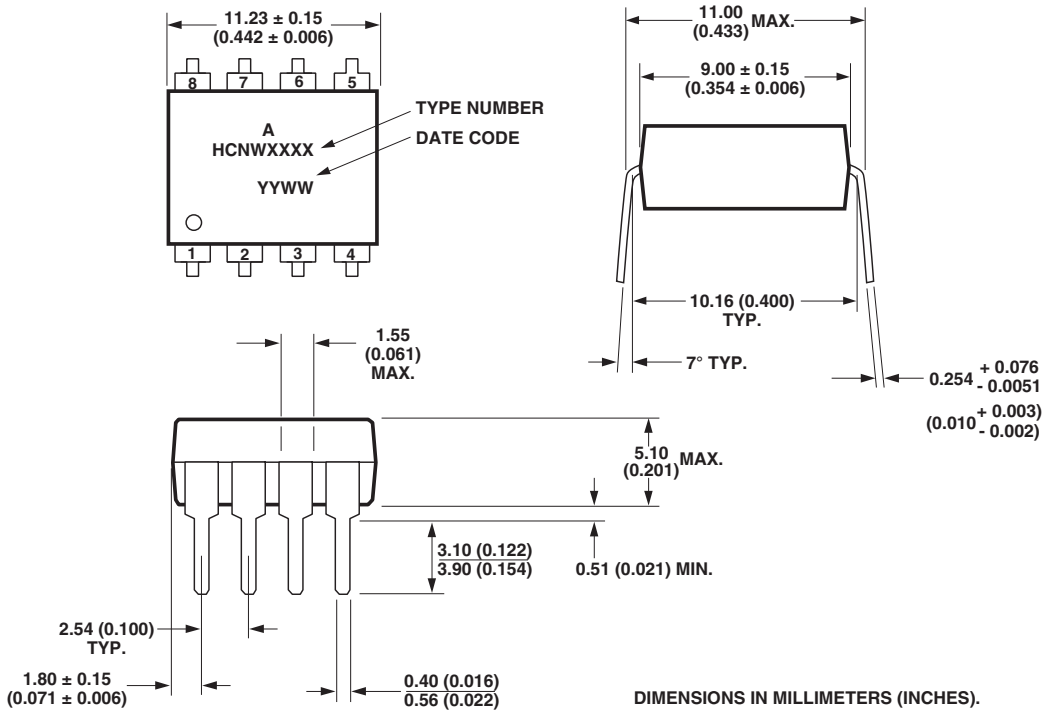 11.23 ± 0.15
(0.442 ± 0.006)
8 7 6 5
A
HCNWXXXX
YYWW
TYPE NUMBER
DATE CODE
1 2 3 4
11.00
(0.433) MAX.
9.00 ± 0.15
(0.354 ± 0.006)
10.16 (0.400)
TYP.
7° TYP.
0.254 + 0.076
- 0.0051
(0.010 + 0.003)
- 0.002)
1.55
(0.061)
MAX.
5.10
(0.201) MAX.
3.10 (0.122)
3.90 (0.154)
0.51 (0.021) MIN.
2.54 (0.100)
TYP.
1.80 ± 0.15
(0.071 ± 0.006)
0.40 (0.016)
0.56 (0.022)
DIMENSIONS IN MILLIMETERS (INCHES).